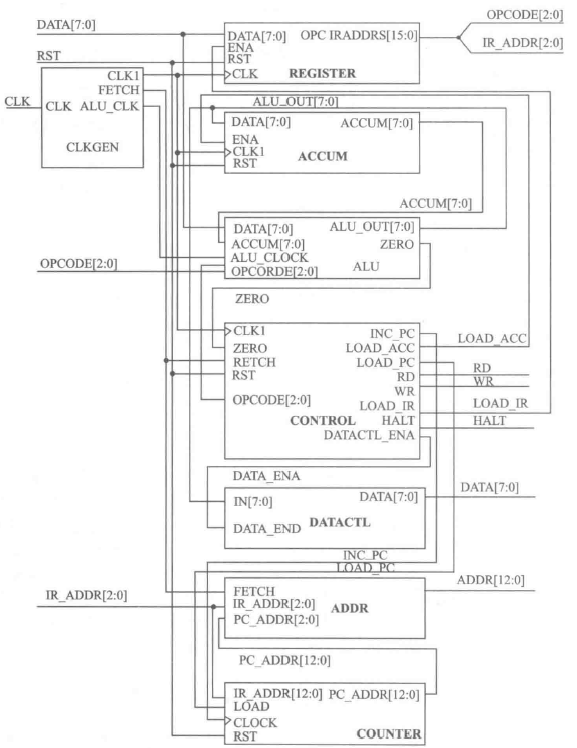 OPCODE[2:0]
DATA[7:0]
DATA[7:0] OPC IRADDRS[15:0]
ENA
IR_ADDR[2:0]
RST
RST
CLK
REGISTER
CLK1
FETCH
CLK
CLK ALU_CLK
CLKGEN
ALU_OUT[7:0]
DATA[7:0] ACCUM[7:0]
ENA
CLK1
ACCUM
RST
ACCUM[7:0]
DATA[7:0] ALU_OUT[7:0]
ACCUM[7:0] ZERO
ALU_CLOCK
OPCODE[2:0]
OPCORDE[2:0] ALU
ZERO
CLK1 INC_PC
ZERO LOAD_ACC
LOAD_ACC
RETCH LOAD_PC
RST RD
RD
WR
WR
OPCODE[2:0] LOAD_IR
LOAD_IR
CONTROL HALT
HALT
DATACTL_ENA
DATA_ENA
IN[7:0] DATA[7:0]
DATA[7:0]
DATA_END DATACTL
INC_PC
LOAD_PC
FETCH
ADDR[12:0]
IR_ADDR[2:0]
IR_ADDR[2:0] ADDR
PC_ADDR[2:0]
PC_ADDR[12:0]
IR_ADDR[12:0] PC_ADDR[12:0]
LOAD
CLOCK
RST COUNTER